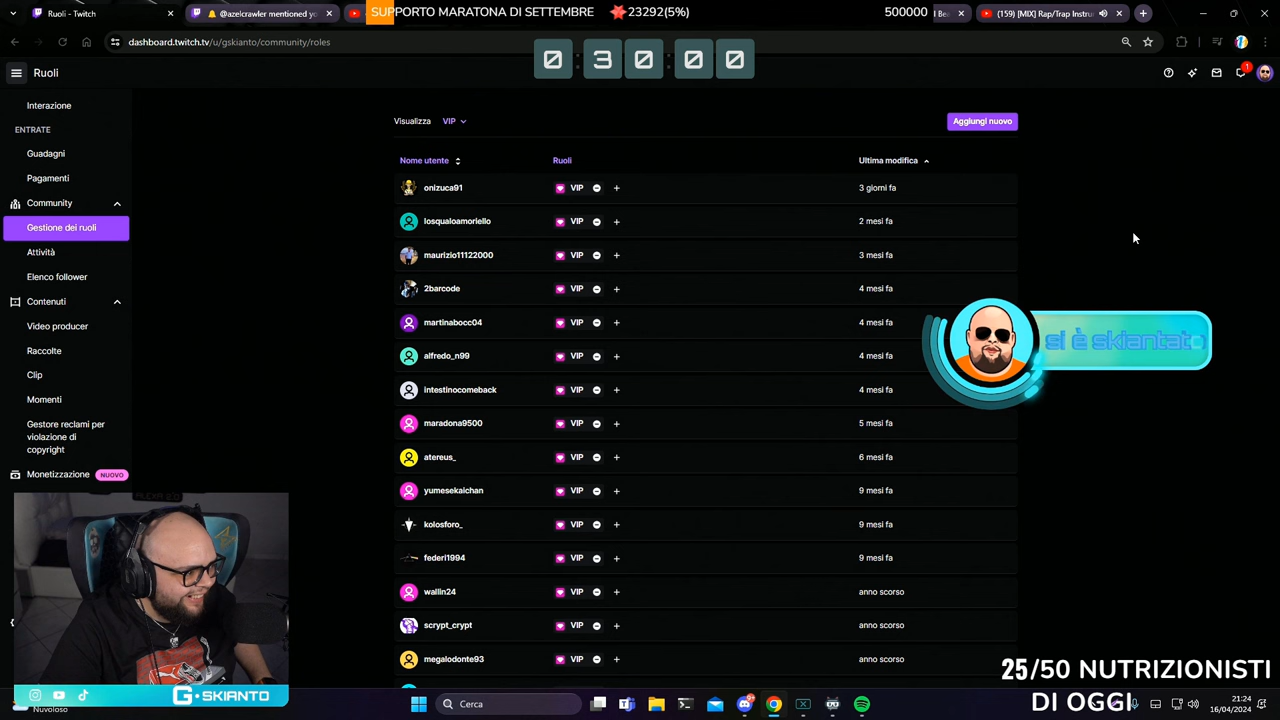 Ruoli - Twitch
@azelcrawler mentioned yo
SUPPORTO MARATONA DI SETTEMBRE
23292(5%)
500000
(159) [MIX] Rap/Trap Instru
dashboard.twitch.tv/u/gskianto/community/roles
03:00:00
Ruoli
1
Interazione
ENTRATE
Guadagni
Pagamenti
Community
Gestione dei ruoli
Attività
Elenco follower
Contenuti
Video producer
Raccolte
Clip
Momenti
Gestore reclami per
violazione di
copyright
Monetizzazione NUOVO
Visualizza VIP
Aggiungi nuovo
Nome utente Ruoli Ultima modifica
onizuca91 VIP 3 giorni fa
losqualoamoriello VIP 2 mesi fa
maurizio11122000 VIP 3 mesi fa
2barcode VIP 4 mesi fa
martinabocc04 VIP 4 mesi fa
alfredo_n99 VIP 4 mesi fa
intestinocomeback VIP 4 mesi fa
maradona9500 VIP 5 mesi fa
atereus_ VIP 6 mesi fa
yumesekaichan VIP 9 mesi fa
kolosforo_ VIP 9 mesi fa
federi1994 VIP 9 mesi fa
wallin24 VIP anno scorso
scrypt_crypt VIP anno scorso
megalodonte93 VIP anno scorso
si è skiantato
G-SKIANTO
25/50 NUTRIZIONISTI
DI OGGI
Nuvoloso
Cerca
21:24
16/04/2024